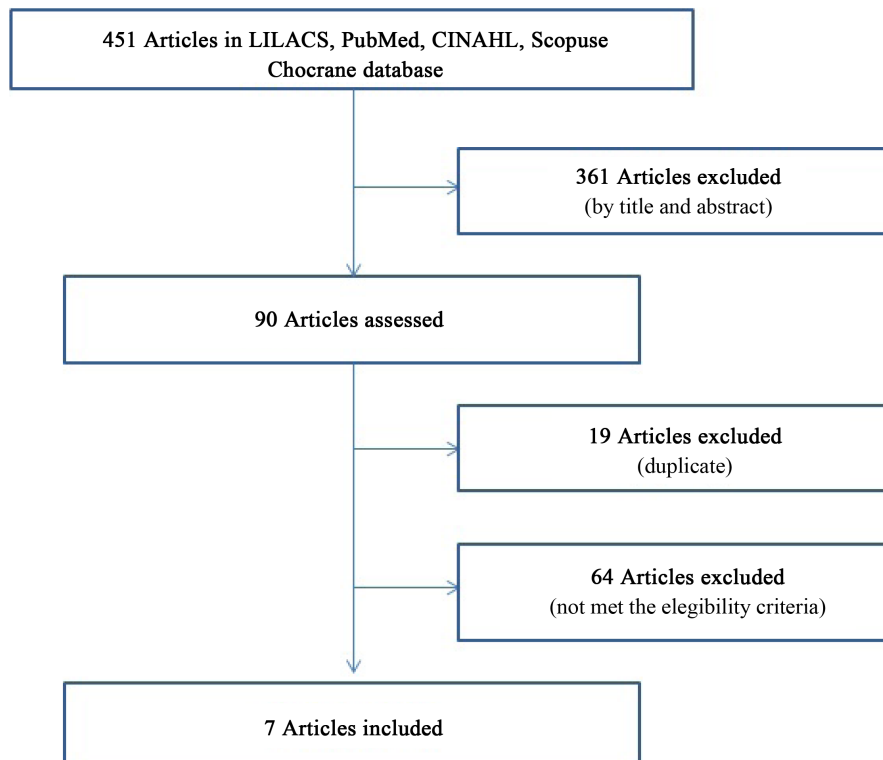 451 Articles in LILACS, PubMed, CINAHL, Scopuse
Chocrane database
361 Articles excluded
(by title and abstract)
90 Articles assessed
19 Articles excluded
(duplicate)
64 Articles excluded
(not met the elegibility criteria)
7 Articles included